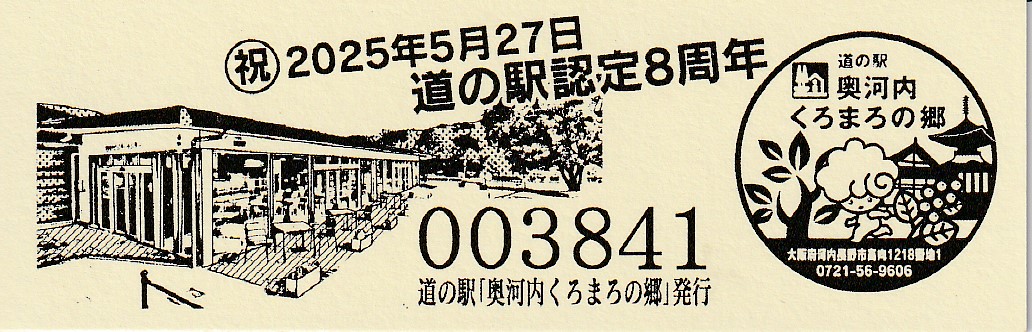 祝 2025年5月27日
道の駅認定8周年
道の駅
奥河内
くろまろの郷
大阪府河内長野市高向1218番地1
0721-56-9606
003841
道の駅「奥河内くろまろの郷」発行